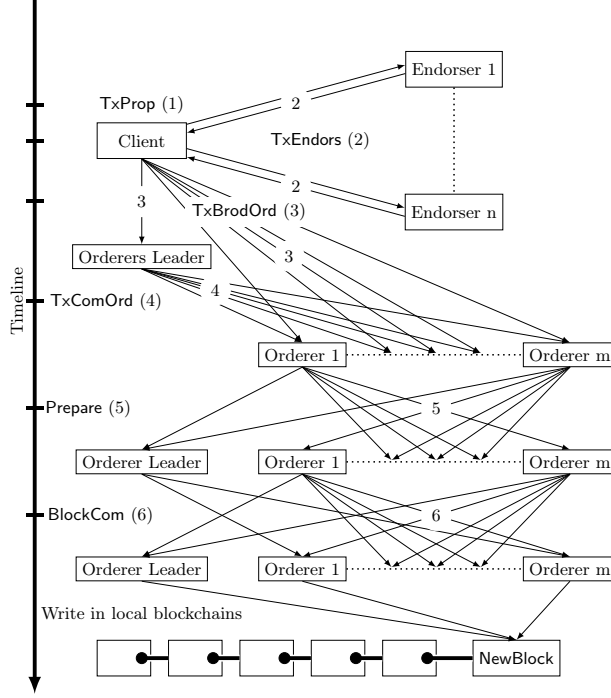 Endorser 1
2
TxProp (1)
Client
TxEndors (2)
2
3
TxBrodOrd (3)
Endorser n
3
Orderers Leader
4
TxComOrd (4)
Timeline
Orderer 1
Orderer m
Prepare (5)
5
Orderer Leader
Orderer 1
Orderer m
BlockCom (6)
6
Orderer Leader
Orderer 1
Orderer m
Write in local blockchains
NewBlock